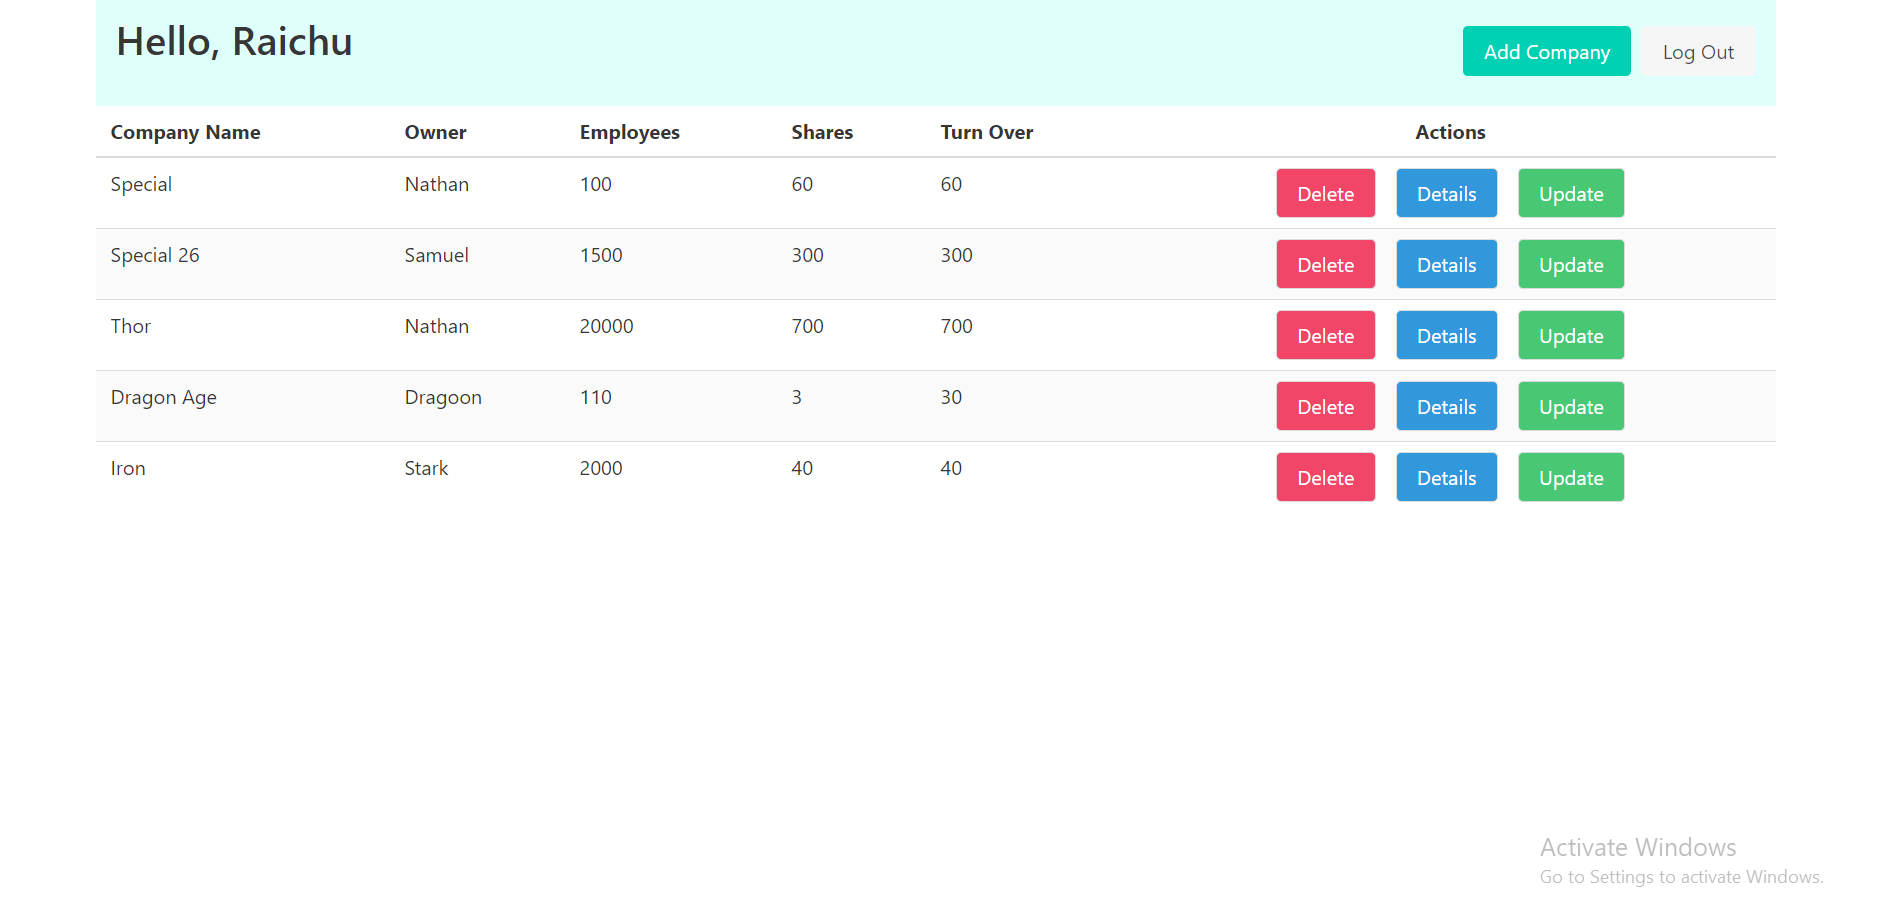 Hello, Raichu
Add Company Log Out
Company Name Owner Employees Shares Turn Over Actions
Special Nathan 100 60 60 Delete Details Update
Special 26 Samuel 1500 300 300 Delete Details Update
Thor Nathan 20000 700 700 Delete Details Update
Dragon Age Dragoon 110 3 30 Delete Details Update
Iron Stark 2000 40 40 Delete Details Update
Activate Windows
Go to Settings to activate Windows.